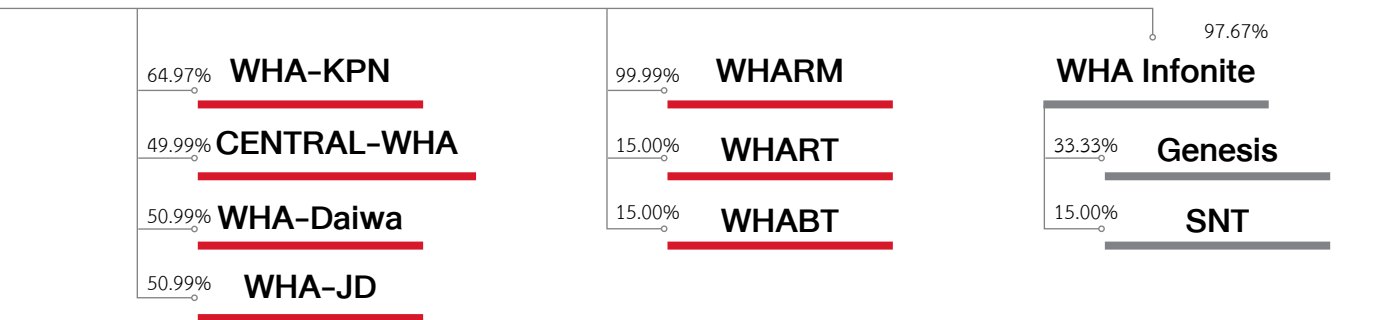 97.67%
64.97% WHA-KPN
99.99% WHARM
WHA Infonite
49.99% CENTRAL-WHA
15.00% WHART
33.33% Genesis
50.99% WHA-Daiwa
15.00% WHABT
15.00% SNT
50.99% WHA-JD